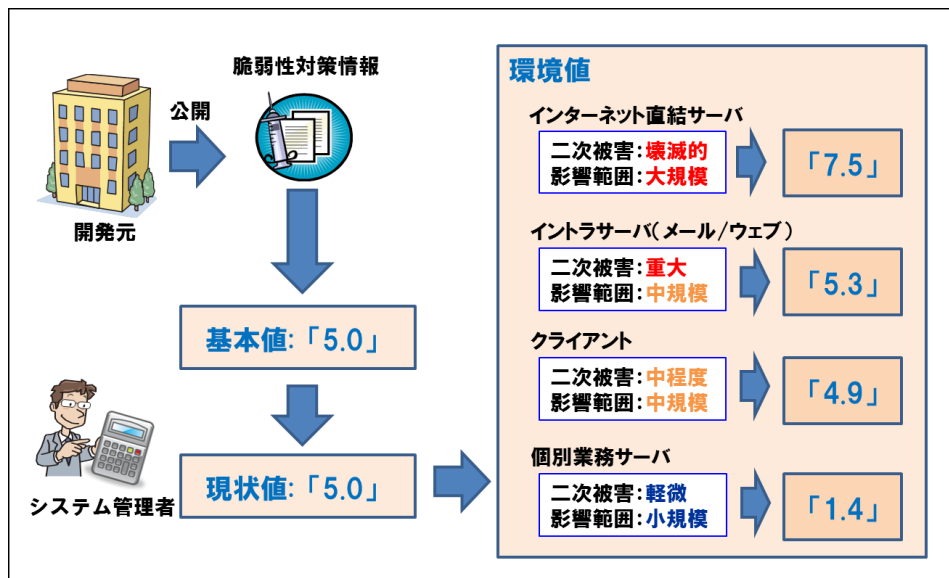 脆弱性対策情報
公開
開発元
基本値:「5.0」
システム管理者
現状値:「5.0」
環境値
インターネット直結サーバ
二次被害:壊滅的
影響範囲:大規模
「7.5」
イントラサーバ(メール/ウェブ)
二次被害:重大
影響範囲:中規模
「5.3」
クライアント
二次被害:中程度
影響範囲:中規模
「4.9」
個別業務サーバ
二次被害:軽微
影響範囲:小規模
「1.4」